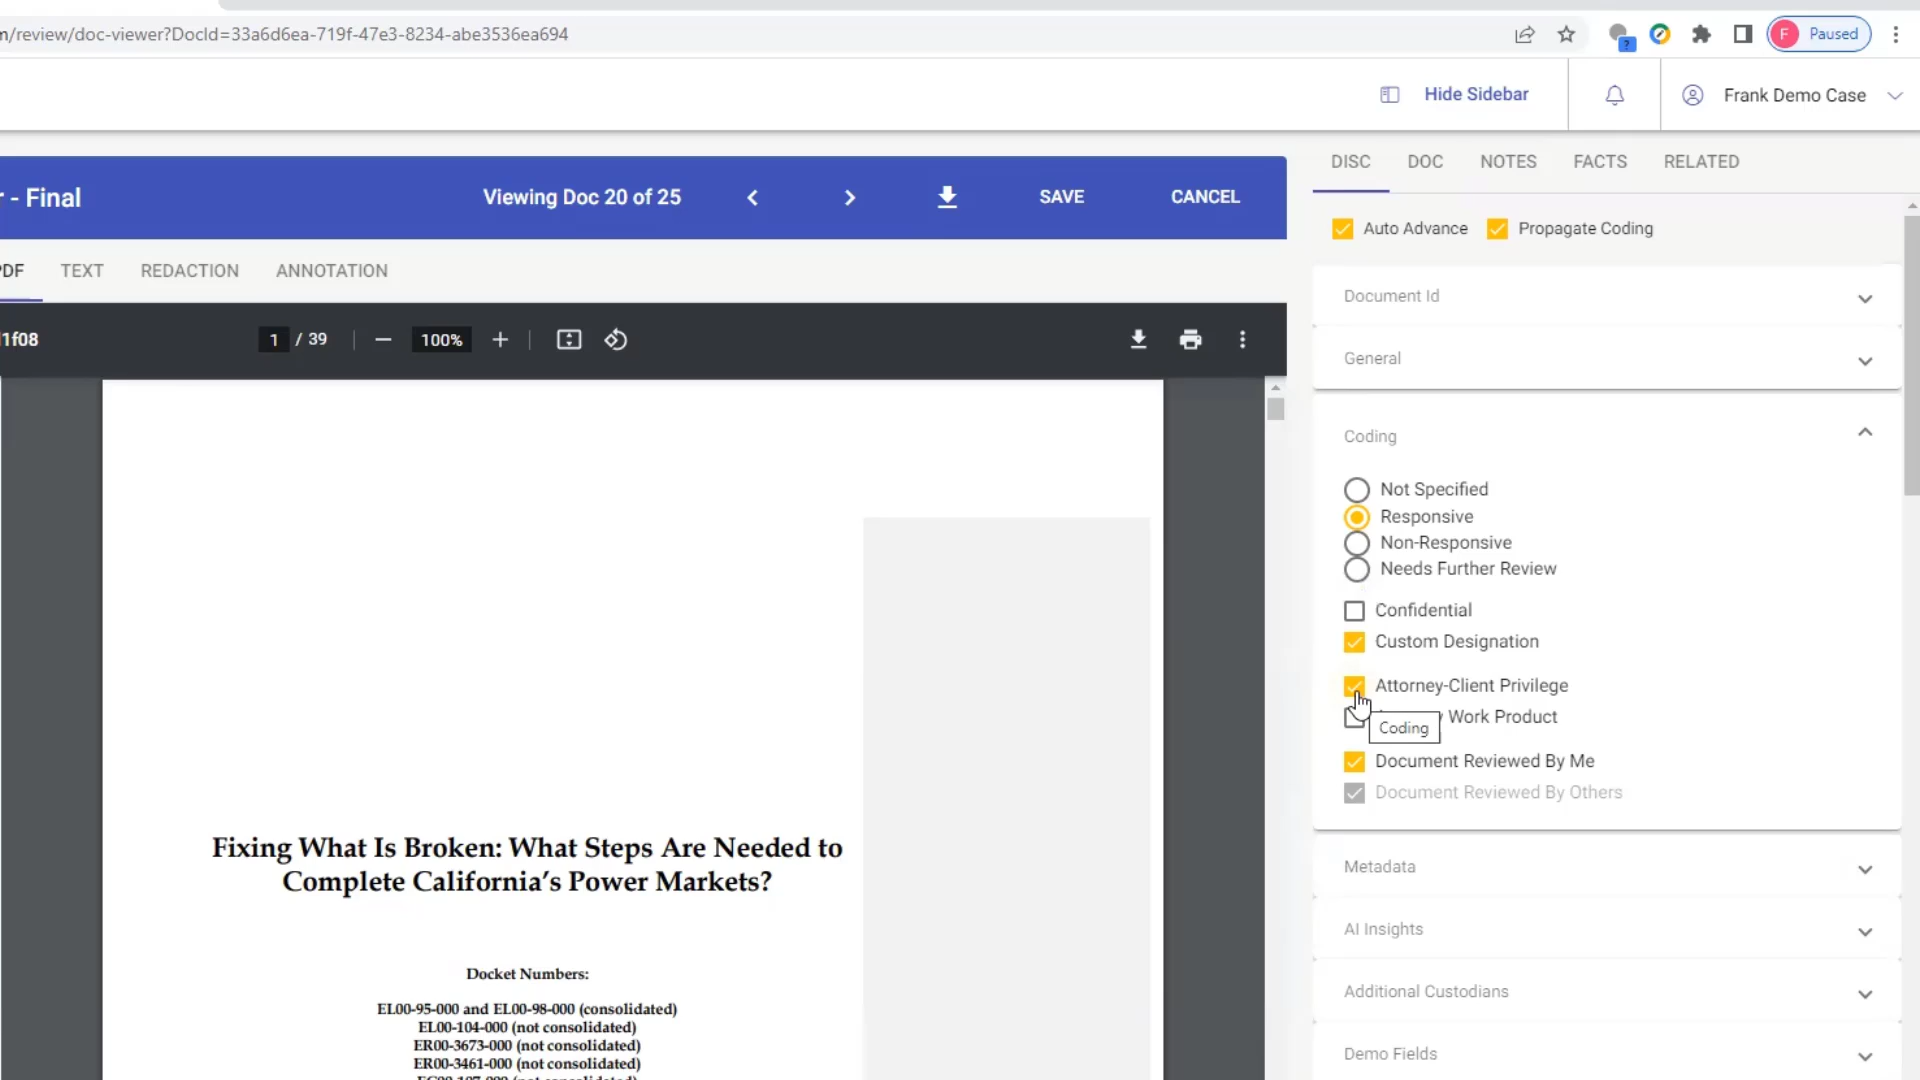 m/review/doc-viewer?DocId=33a6d6ea-719f-47e3-8234-abe3536ea694
?
F
Paused
Hide Sidebar
Frank Demo Case
- Final
Viewing Doc 20 of 25
SAVE
CANCEL
DISC
DOC
NOTES
FACTS
RELATED
Auto Advance
Propagate Coding
PDF
TEXT
REDACTION
ANNOTATION
1f08
1 / 39
100%
Document Id
General
Coding
Not Specified
Responsive
Non-Responsive
Needs Further Review
Confidential
Custom Designation
Attorney-Client Privilege
Work Product
Coding
Document Reviewed By Me
Document Reviewed By Others
Metadata
AI Insights
Additional Custodians
Demo Fields
Fixing What Is Broken: What Steps Are Needed to
Complete California’s Power Markets?
Docket Numbers:
EL00-95-000 and EL00-98-000 (consolidated)
EL00-104-000 (not consolidated)
ER00-3673-000 (not consolidated)
ER00-3461-000 (not consolidated)